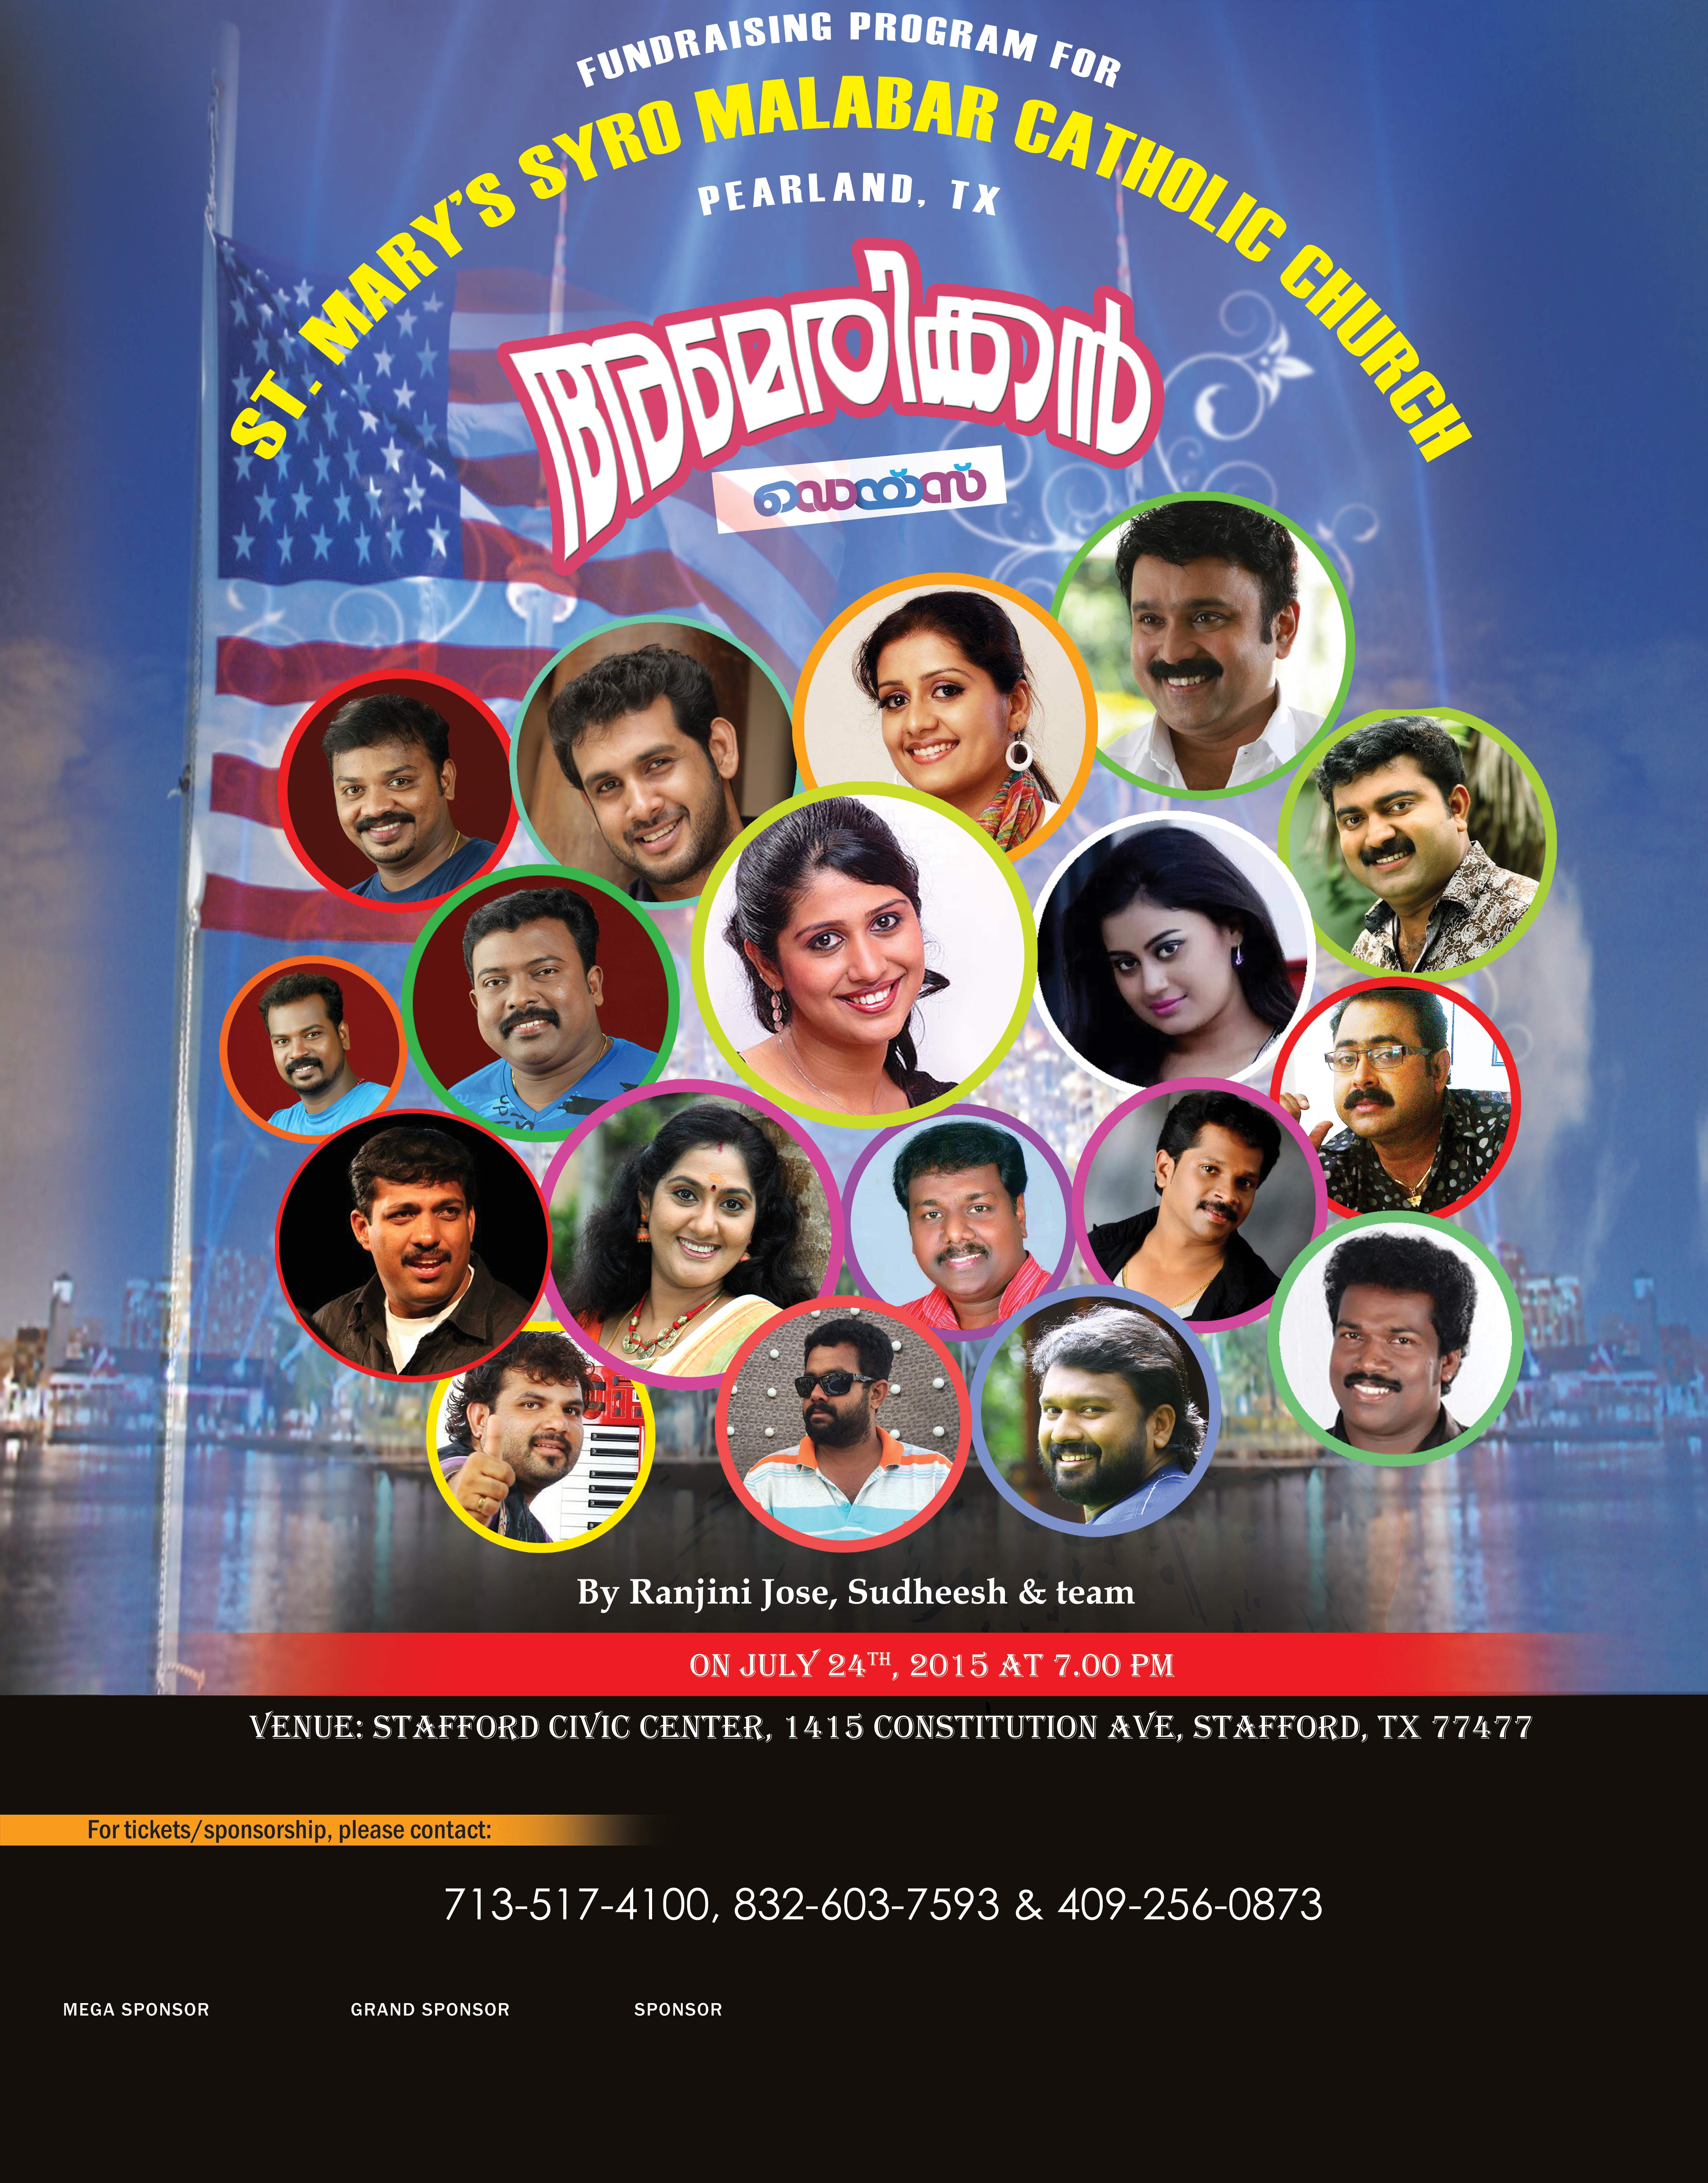 FUNDRAISING PROGRAM FOR
ST. MARY'S SYRO MALABAR CATHOLIC CHURCH
PEARLAND, TX
അമേരിക്കാൻ
ഡെയ്സ്
By Ranjini Jose, Sudheesh & team
ON JULY 24TH, 2015 AT 7.00 PM
VENUE: STAFFORD CIVIC CENTER, 1415 CONSTITUTION AVE, STAFFORD, TX 77477
For tickets/sponsorship, please contact:
713-517-4100, 832-603-7593 & 409-256-0873
MEGA SPONSOR GRAND SPONSOR SPONSOR